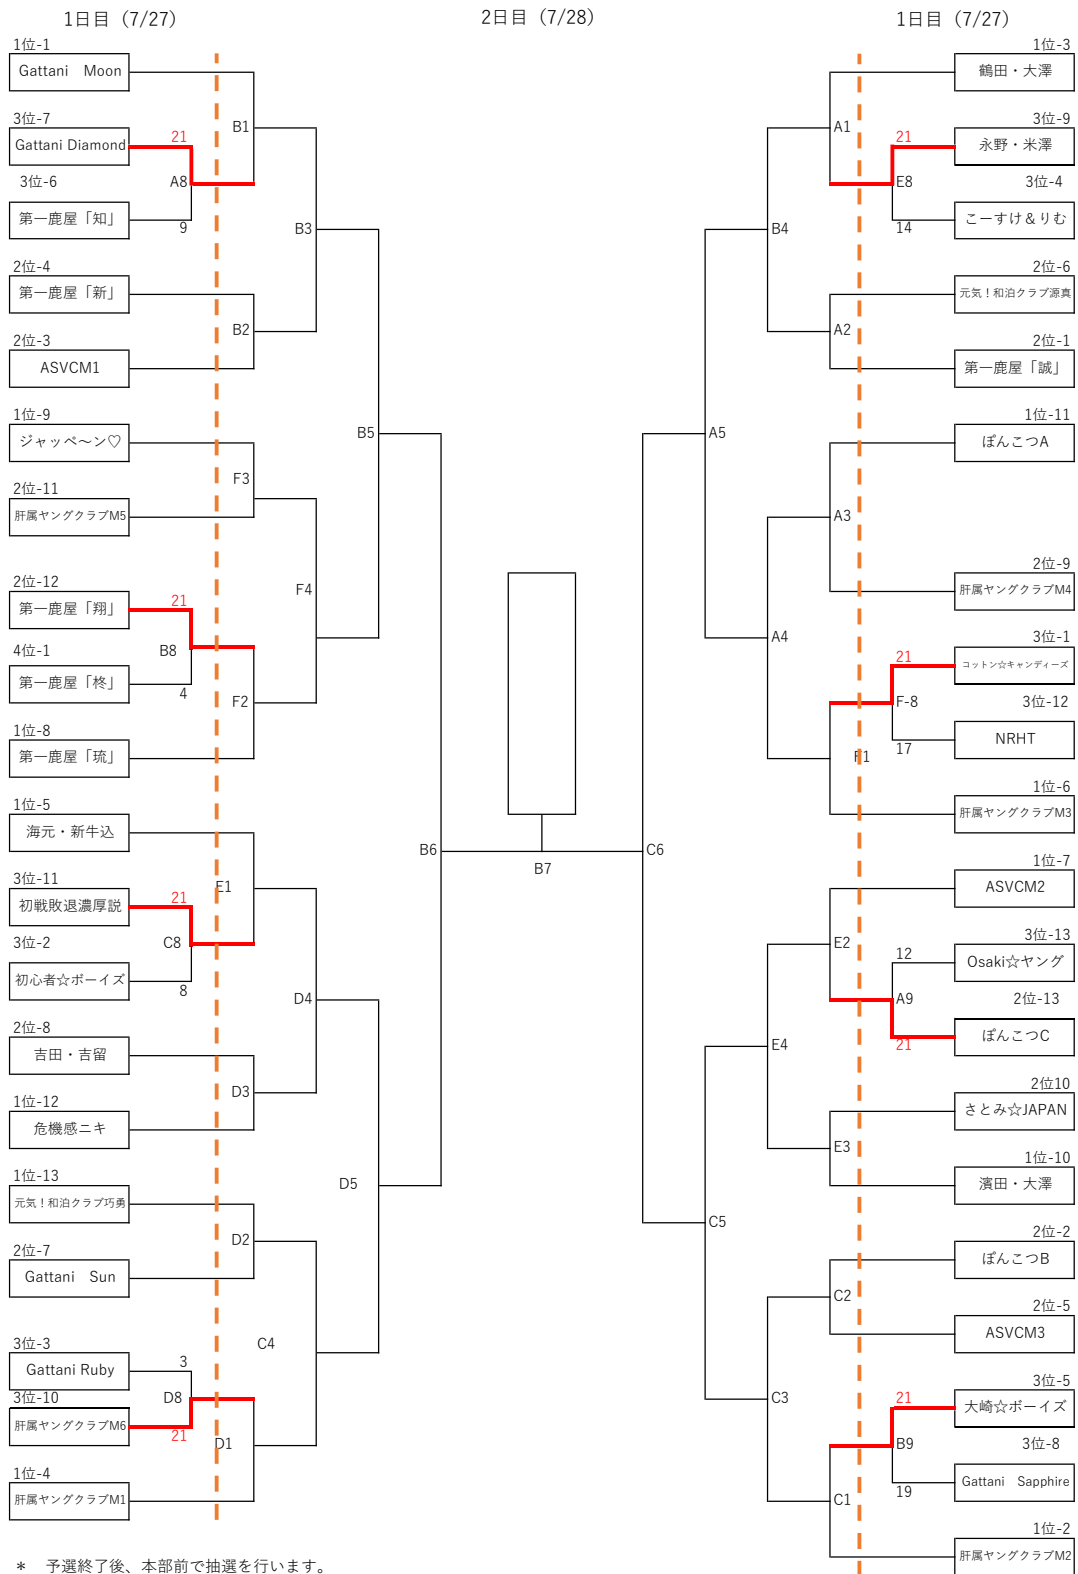 1日目（7/27）
2日目（7/28）
1日目（7/27）
1位-1
Gattani　Moon
3位-7
Gattani Diamond
21
B1
3位-6
A8
第一鹿屋「知」
9
B3
2位-4
第一鹿屋「新」
B2
2位-3
ASVCM1
1位-9
ジャッベ〜ン♡
B5
F3
2位-11
肝属ヤングクラブM5
2位-12
第一鹿屋「翔」
21
F4
4位-1
B8
第一鹿屋「柊」
4
F2
1位-8
第一鹿屋「琉」
1位-5
海元・新牛込
B6
3位-11
初戦敗退濃厚説
21
E1
3位-2
C8
初心者☆ボーイズ
8
D4
2位-8
吉田・吉留
D3
1位-12
危機感ニキ
1位-13
元気！和泊クラブ巧勇
D5
D2
2位-7
Gattani　Sun
3位-3
Gattani Ruby
3
C4
3位-10
D8
肝属ヤングクラブM6
21
D1
1位-4
肝属ヤングクラブM1
B7
1位-3
鶴田・大澤
A1
3位-9
永野・米澤
21
E8
3位-4
こーすけ＆りむ
14
B4
2位-6
元気！和泊クラブ源真
A2
2位-1
第一鹿屋「誠」
1位-11
ぽんこつA
A5
A3
2位-9
肝属ヤングクラブM4
A4
3位-1
コットン☆キャンディーズ
21
F-8
3位-12
NRHT
17
F1
1位-6
肝属ヤングクラブM3
C6
1位-7
ASVCM2
E2
3位-13
Osaki☆ヤング
12
A9
2位-13
ぽんこつC
21
E4
2位10
さとみ☆JAPAN
E3
1位-10
濱田・大澤
C5
2位-2
ぽんこつB
C2
2位-5
ASVCM3
C3
3位-5
大崎☆ボーイズ
21
B9
3位-8
Gattani　Sapphire
19
C1
1位-2
肝属ヤングクラブM2
＊　予選終了後、本部前で抽選を行います。